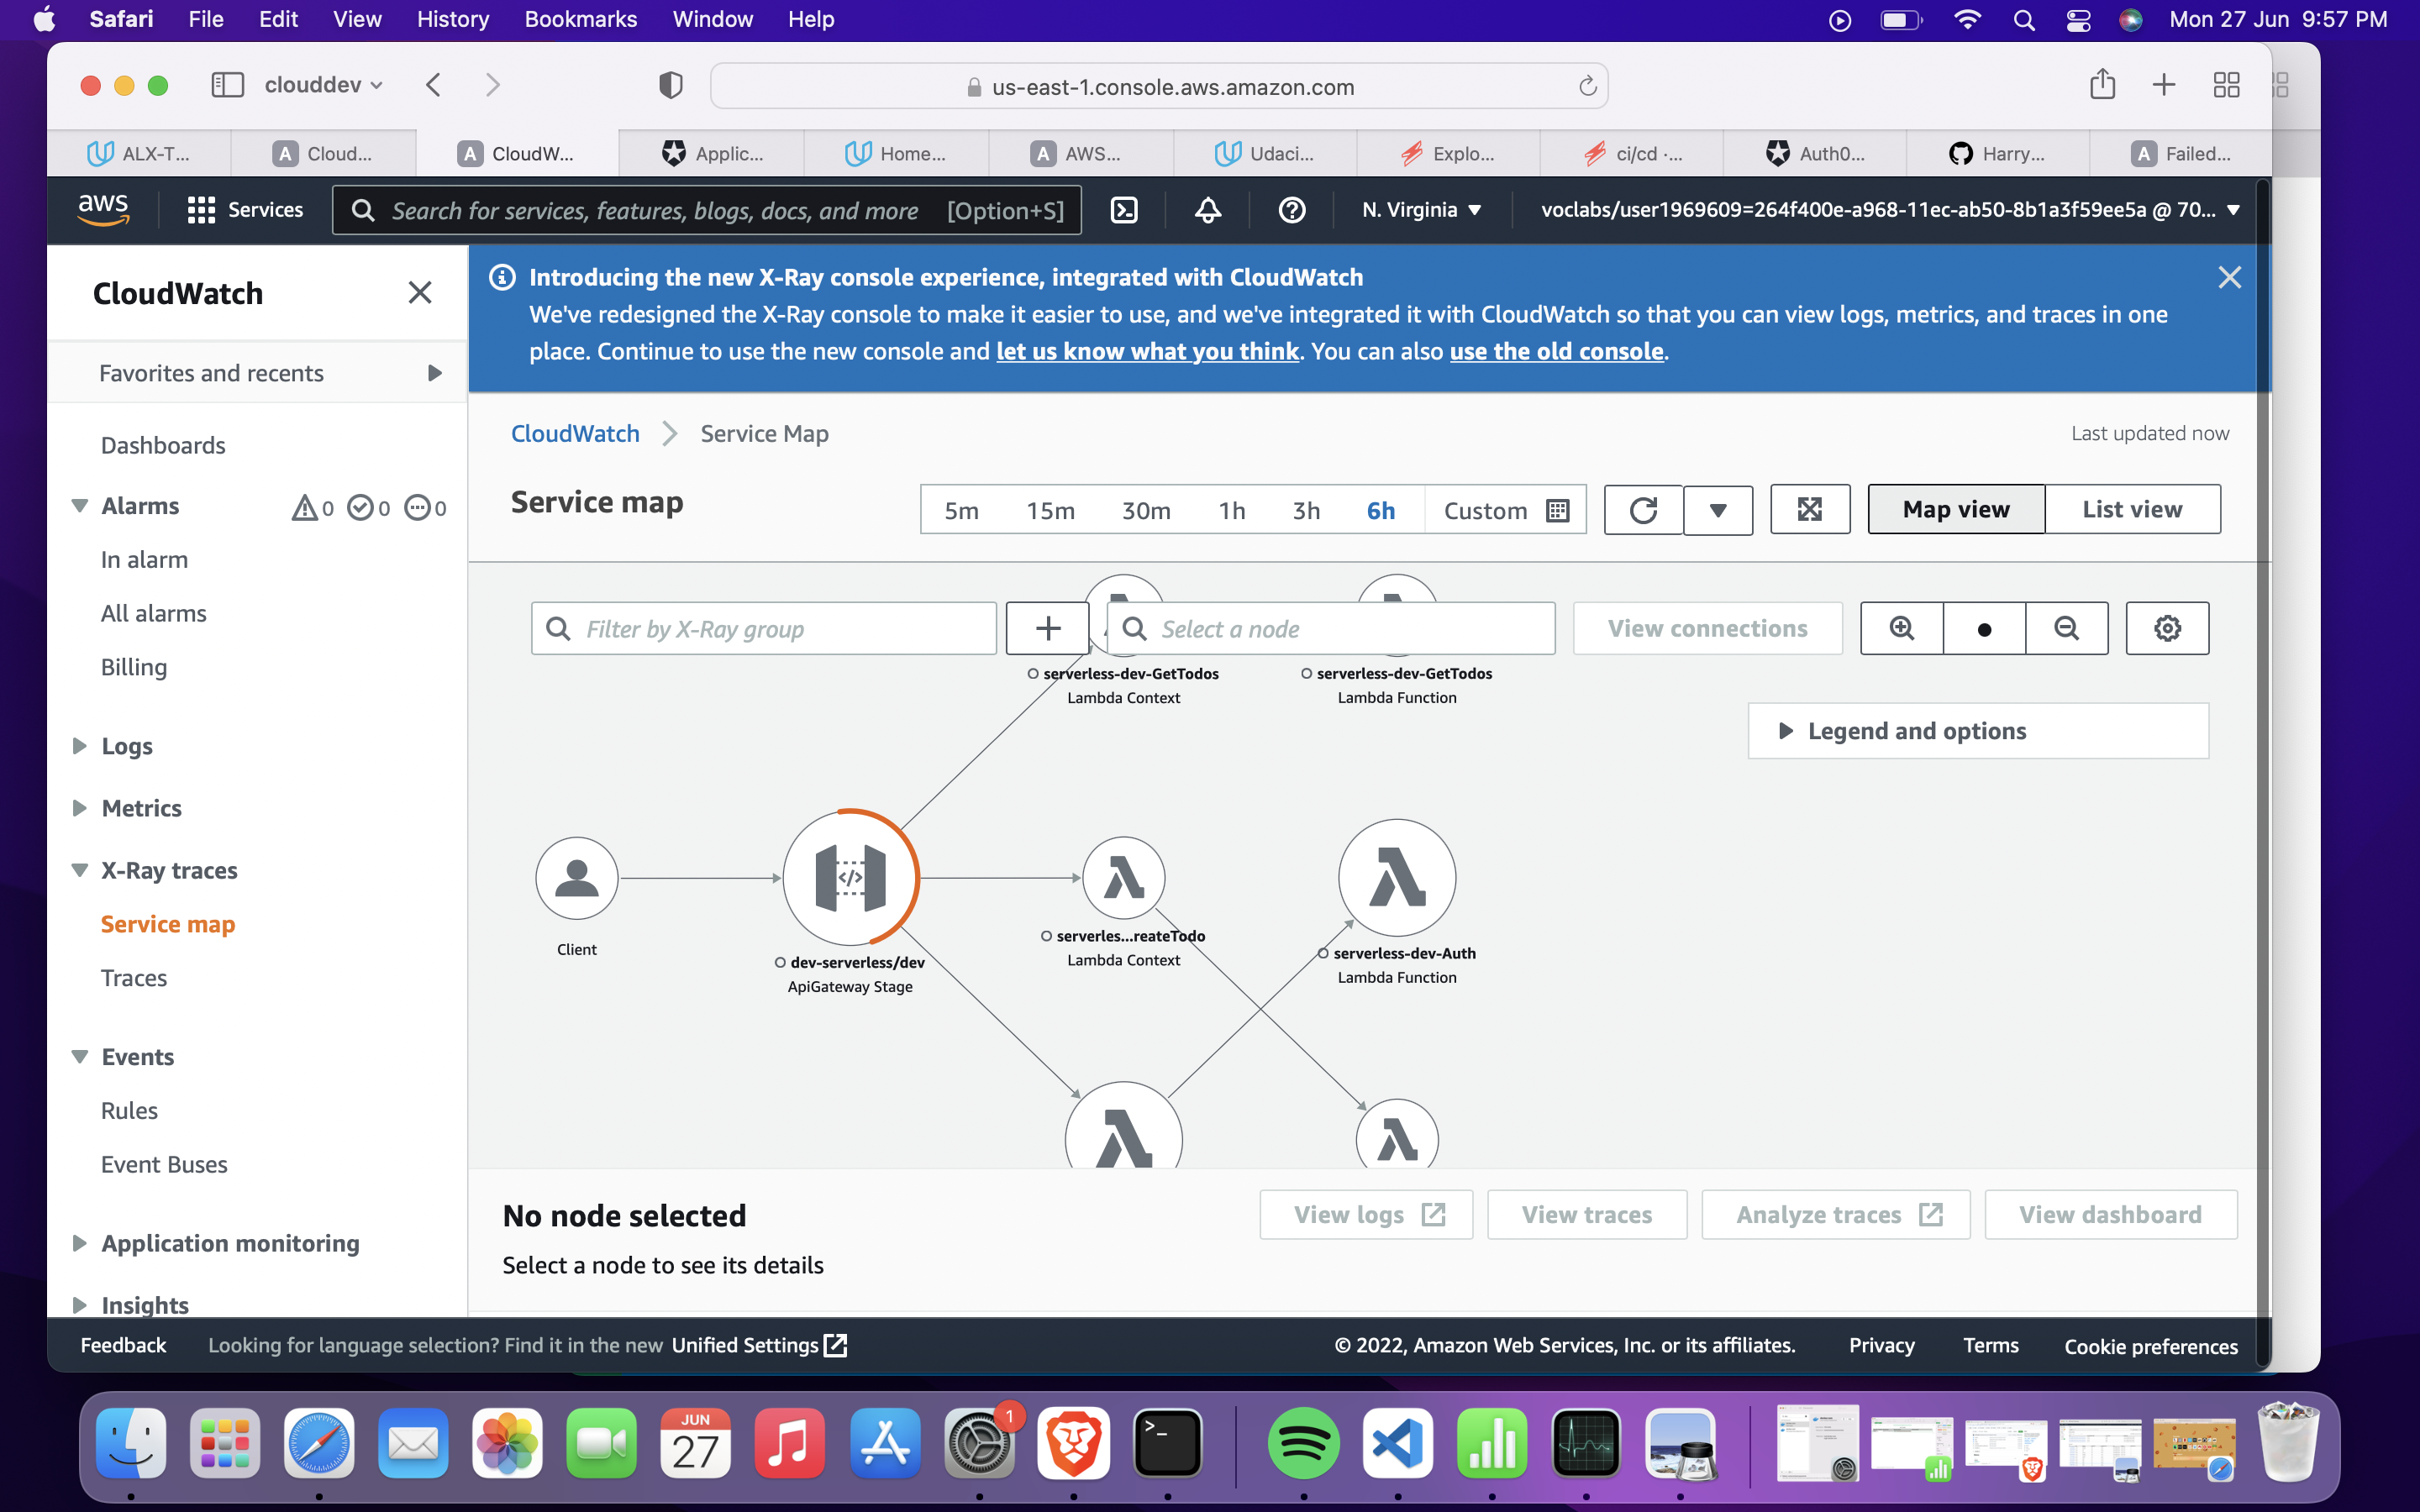 Safari File Edit View History Bookmarks Window Help Mon 27 Jun 9:57 PM
clouddev us-east-1.console.aws.amazon.com
ALX-T... Cloud... CloudW... Applic... Home... AWS... Udaci... Explo... ci/cd ·... Auth0... Harry... Failed...
aws Services Search for services, features, blogs, docs, and more [Option+S] N. Virginia voclabs/user1969609=264f400e-a968-11ec-ab50-8b1a3f59ee5a @ 70...
CloudWatch
Favorites and recents
Dashboards
Alarms 0 0 0
In alarm
All alarms
Billing
Logs
Metrics
X-Ray traces
Service map
Traces
Events
Rules
Event Buses
Application monitoring
Insights
Introducing the new X-Ray console experience, integrated with CloudWatch
We've redesigned the X-Ray console to make it easier to use, and we've integrated it with CloudWatch so that you can view logs, metrics, and traces in one
place. Continue to use the new console and let us know what you think. You can also use the old console.
CloudWatch Service Map Last updated now
Service map 5m 15m 30m 1h 3h 6h Custom Map view List view
Filter by X-Ray group Select a node View connections
serverless-dev-GetTodos
Lambda Context
serverless-dev-GetTodos
Lambda Function
Legend and options
Client
dev-serverless/dev
ApiGateway Stage
serverles...reateTodo
Lambda Context
serverless-dev-Auth
Lambda Function
No node selected View logs View traces Analyze traces View dashboard
Select a node to see its details
Feedback Looking for language selection? Find it in the new Unified Settings © 2022, Amazon Web Services, Inc. or its affiliates. Privacy Terms Cookie preferences
JUN
27
1